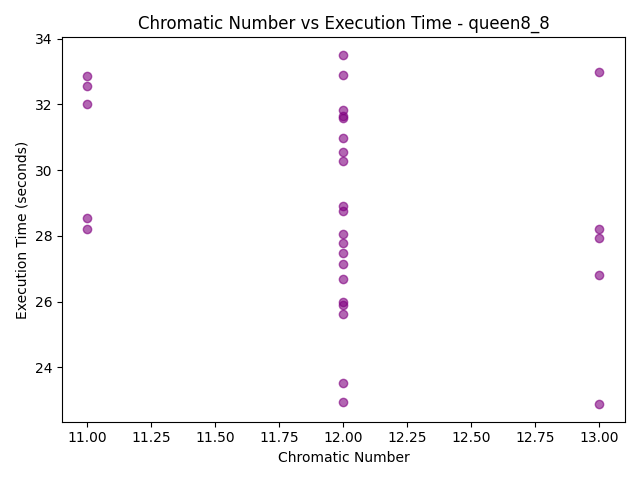 Chromatic Number vs Execution Time - queen8_8
Execution Time (seconds)
34
32
30
28
26
24
11.00 11.25 11.50 11.75 12.00 12.25 12.50 12.75 13.00
Chromatic Number